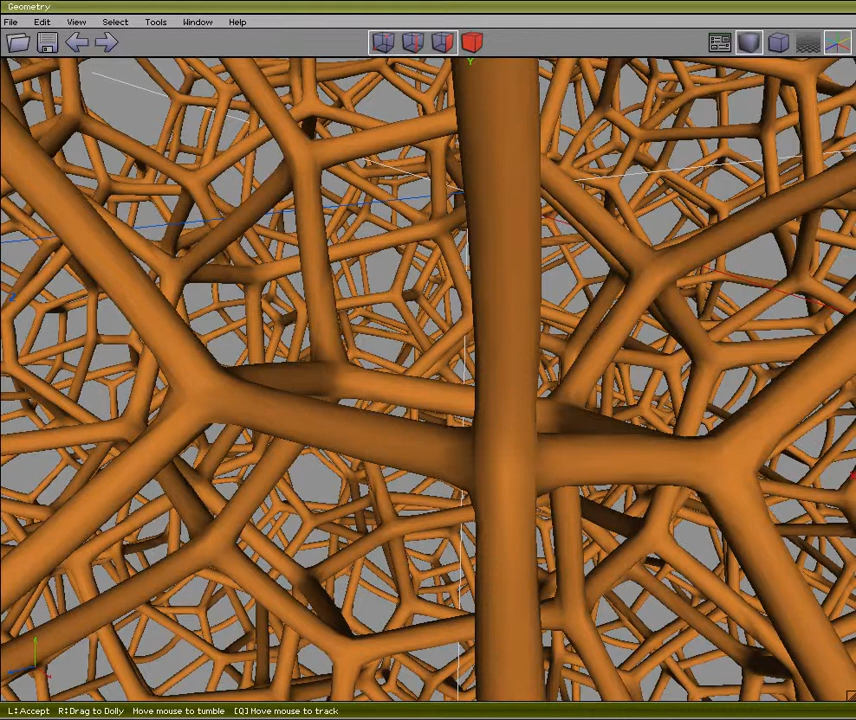 Geometry
File Edit View Select Tools Window Help
Y
L:Accept R:Drag to Dolly Move mouse to tumble [Q]Move mouse to track